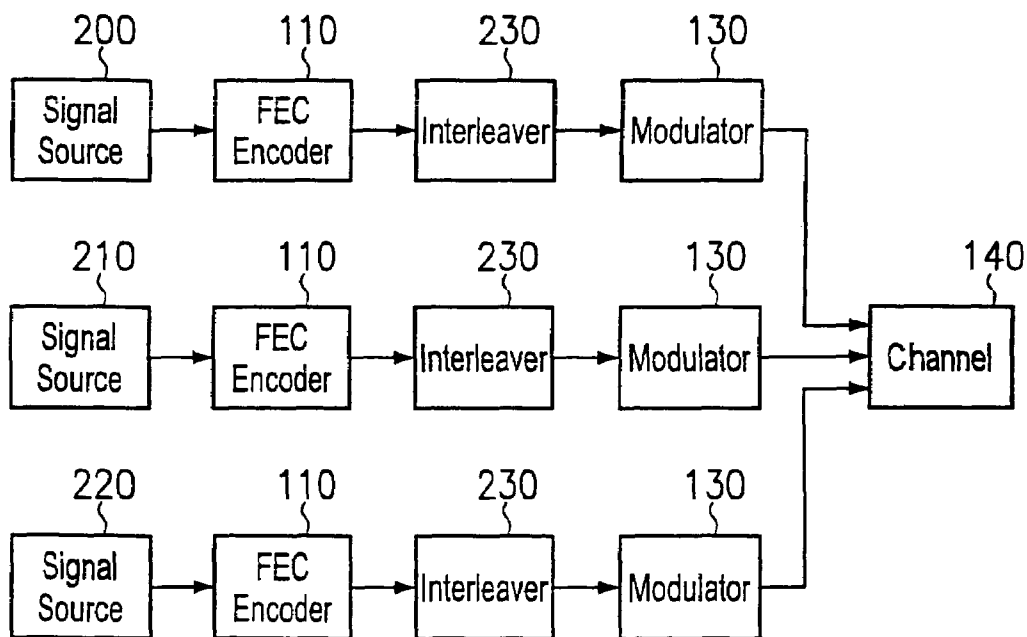 200 110 230 130
Signal Source
FEC Encoder
Interleaver
Modulator
210 110 230 130 140
Signal Source
FEC Encoder
Interleaver
Modulator
Channel
220 110 230 130
Signal Source
FEC Encoder
Interleaver
Modulator